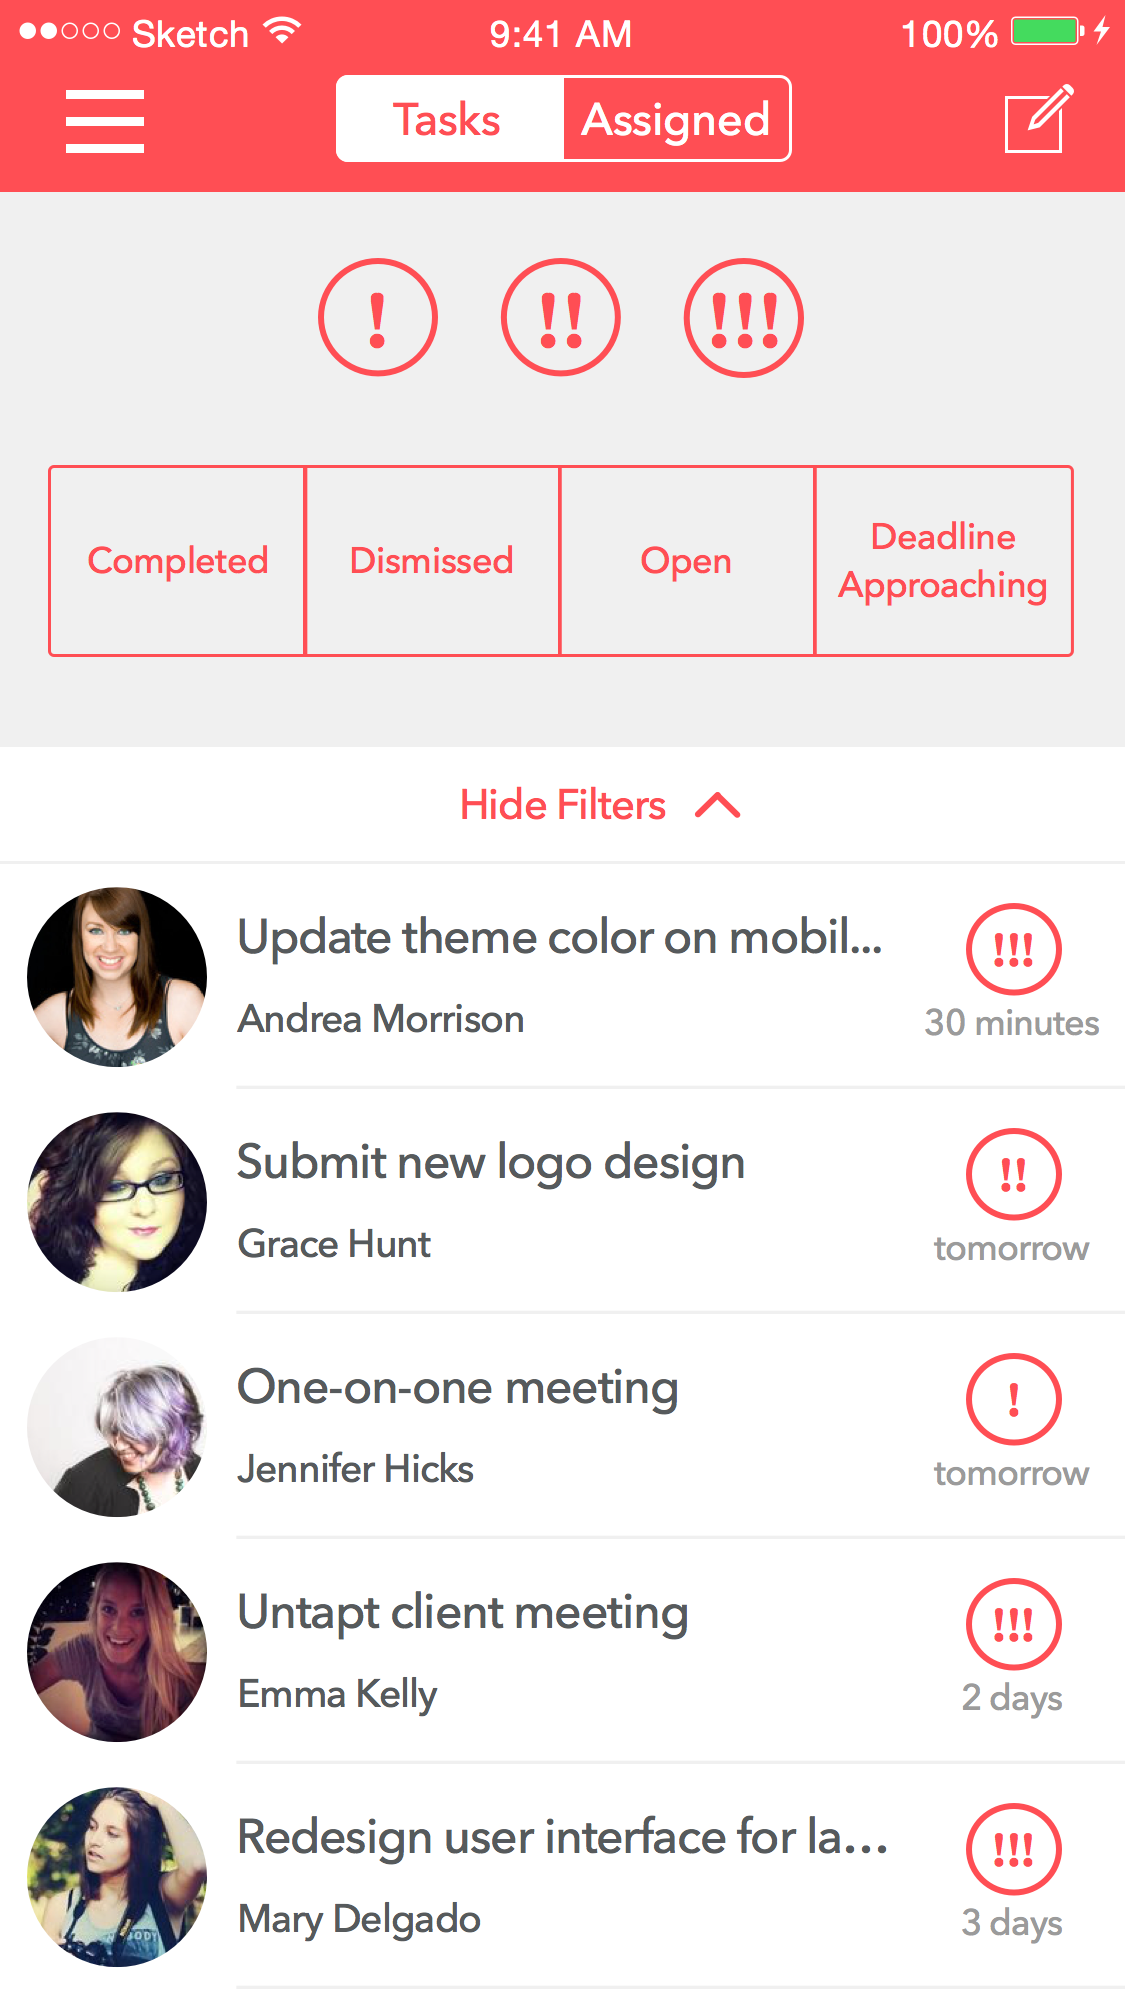 Sketch 9:41 AM 100%
Tasks Assigned
! !! !!!
Completed Dismissed Open Deadline Approaching
Hide Filters
Update theme color on mobil...
!!!
Andrea Morrison
30 minutes
Submit new logo design
!!
Grace Hunt
tomorrow
One-on-one meeting
!
Jennifer Hicks
tomorrow
Untapt client meeting
!!!
Emma Kelly
2 days
Redesign user interface for la...
!!!
Mary Delgado
3 days